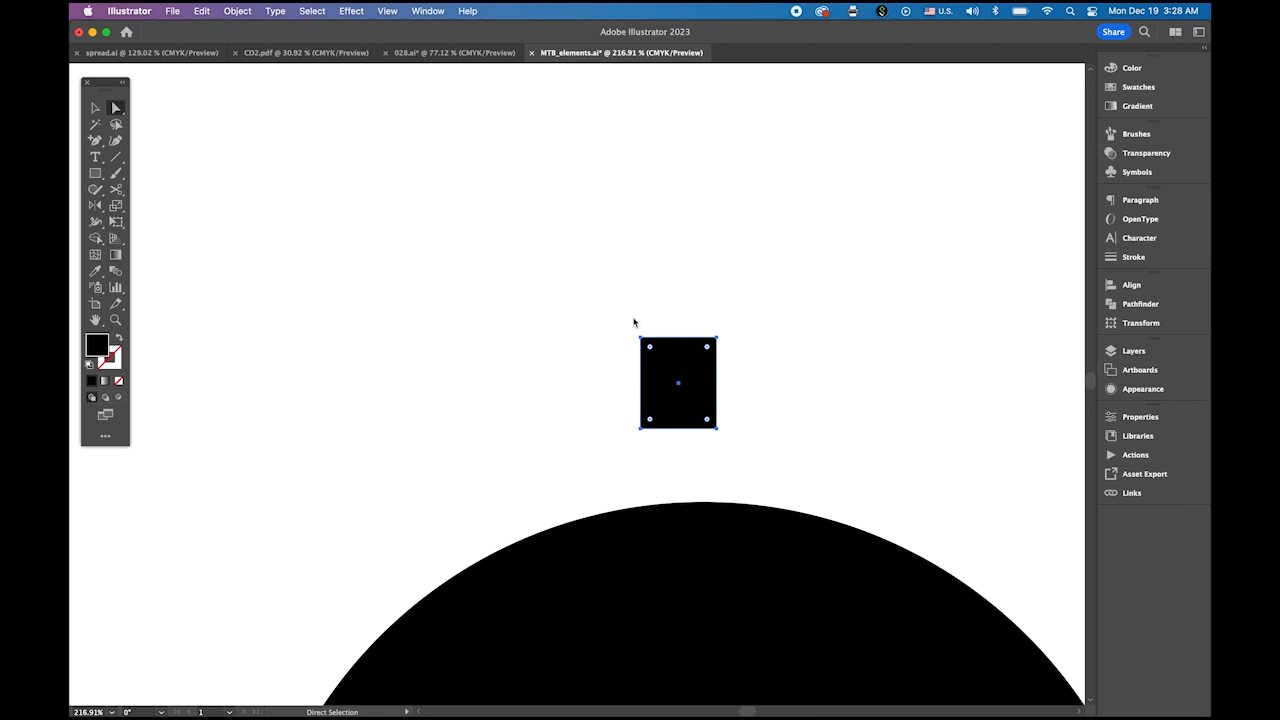 Illustrator File Edit Object Type Select Effect View Window Help U.S. Mon Dec 19 3:28 AM
Adobe Illustrator 2023 Share
spread.ai @ 129.02 % (CMYK/Preview) CD2.pdf @ 30.92 % (CMYK/Preview) 028.ai* @ 77.12 % (CMYK/Preview) MTB_elements.ai* @ 216.91 % (CMYK/Preview)
Color
Swatches
Gradient
Brushes
Transparency
Symbols
Paragraph
OpenType
Character
Stroke
Align
Pathfinder
Transform
Layers
Artboards
Appearance
Properties
Libraries
Actions
Asset Export
Links
216.91% 0° 1 Direct Selection